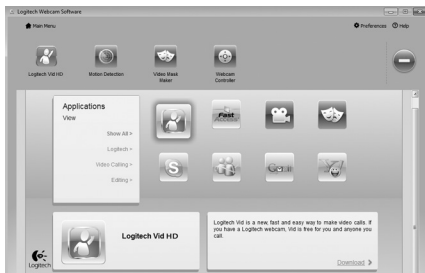 Logitech Webcam Software
Main Menu
Preferences
Help
Logitech Vid HD
Motion Detection
Video Mask
Maker
Webcam
Controller
Applications
View
Show All >
Logitech >
Video Calling >
Editing >
Fast
Access
Logitech Vid HD
Logitech Vid is a new, fast and easy way to make video calls. If
you have a Logitech webcam, Vid is free for you and anyone you
call.
Download >
Logitech